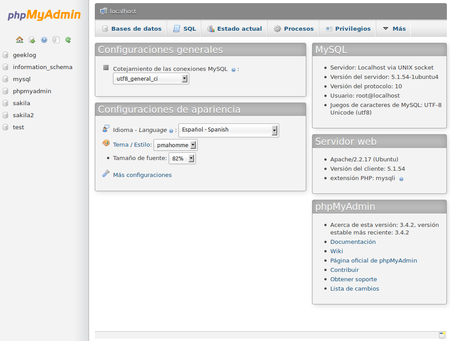 phpMyAdmin
geeklog
information_schema
mysql
phpmyadmin
sakila
sakila2
test
localhost
Bases de datos
SQL
Estado actual
Procesos
Privilegios
Más
Configuraciones generales
Cotejamiento de las conexiones MySQL :
utf8_general_ci
Configuraciones de apariencia
Idioma - Language : Español - Spanish
Tema / Estilo: pmahomme
Tamaño de fuente: 82%
Más configuraciones
MySQL
Servidor: Localhost via UNIX socket
Versión del servidor: 5.1.54-1ubuntu4
Versión del protocolo: 10
Usuario: root@localhost
Juegos de caracteres de MySQL: UTF-8
Unicode (utf8)
Servidor web
Apache/2.2.17 (Ubuntu)
Versión del cliente: 5.1.54
extensión PHP: mysqli
phpMyAdmin
Acerca de esta versión: 3.4.2, versión
estable más reciente: 3.4.2
Documentación
Wiki
Página oficial de phpMyAdmin
Contribuir
Obtener soporte
Lista de cambios